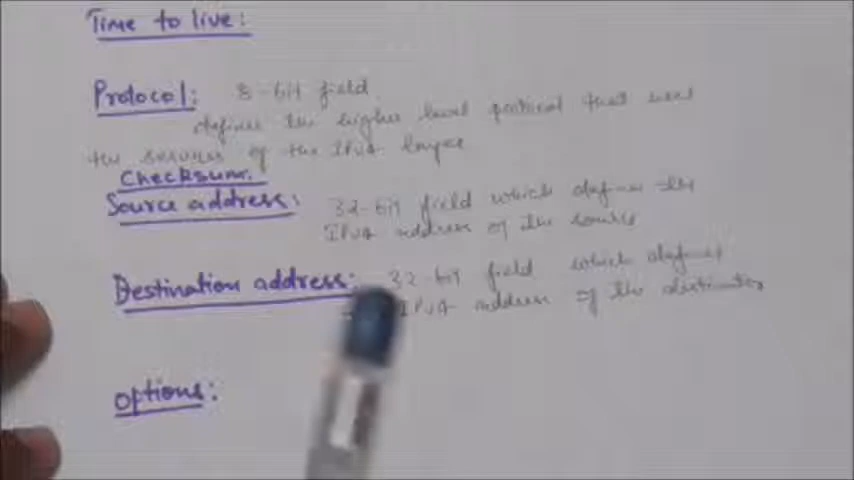 Time to live:
Protocol: 8-bit field
defines the higher level protocol that uses
the services of the IPv4 layer
Checksum.
Source address: 32-bit field which defines the
IPv4 address of the source
Destination address: 32-bit field which defines
IPv4 address of the destination
Options: